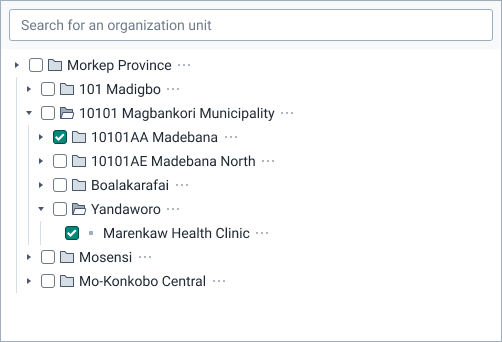 Search for an organization unit
Morkep Province ···
101 Madigbo ···
10101 Magbankori Municipality ···
10101AA Madebana ···
10101AE Madebana North ···
Boalakarafai ···
Yandaworo ···
Marenkaw Health Clinic ···
Mosensi ···
Mo-Konkobo Central ···